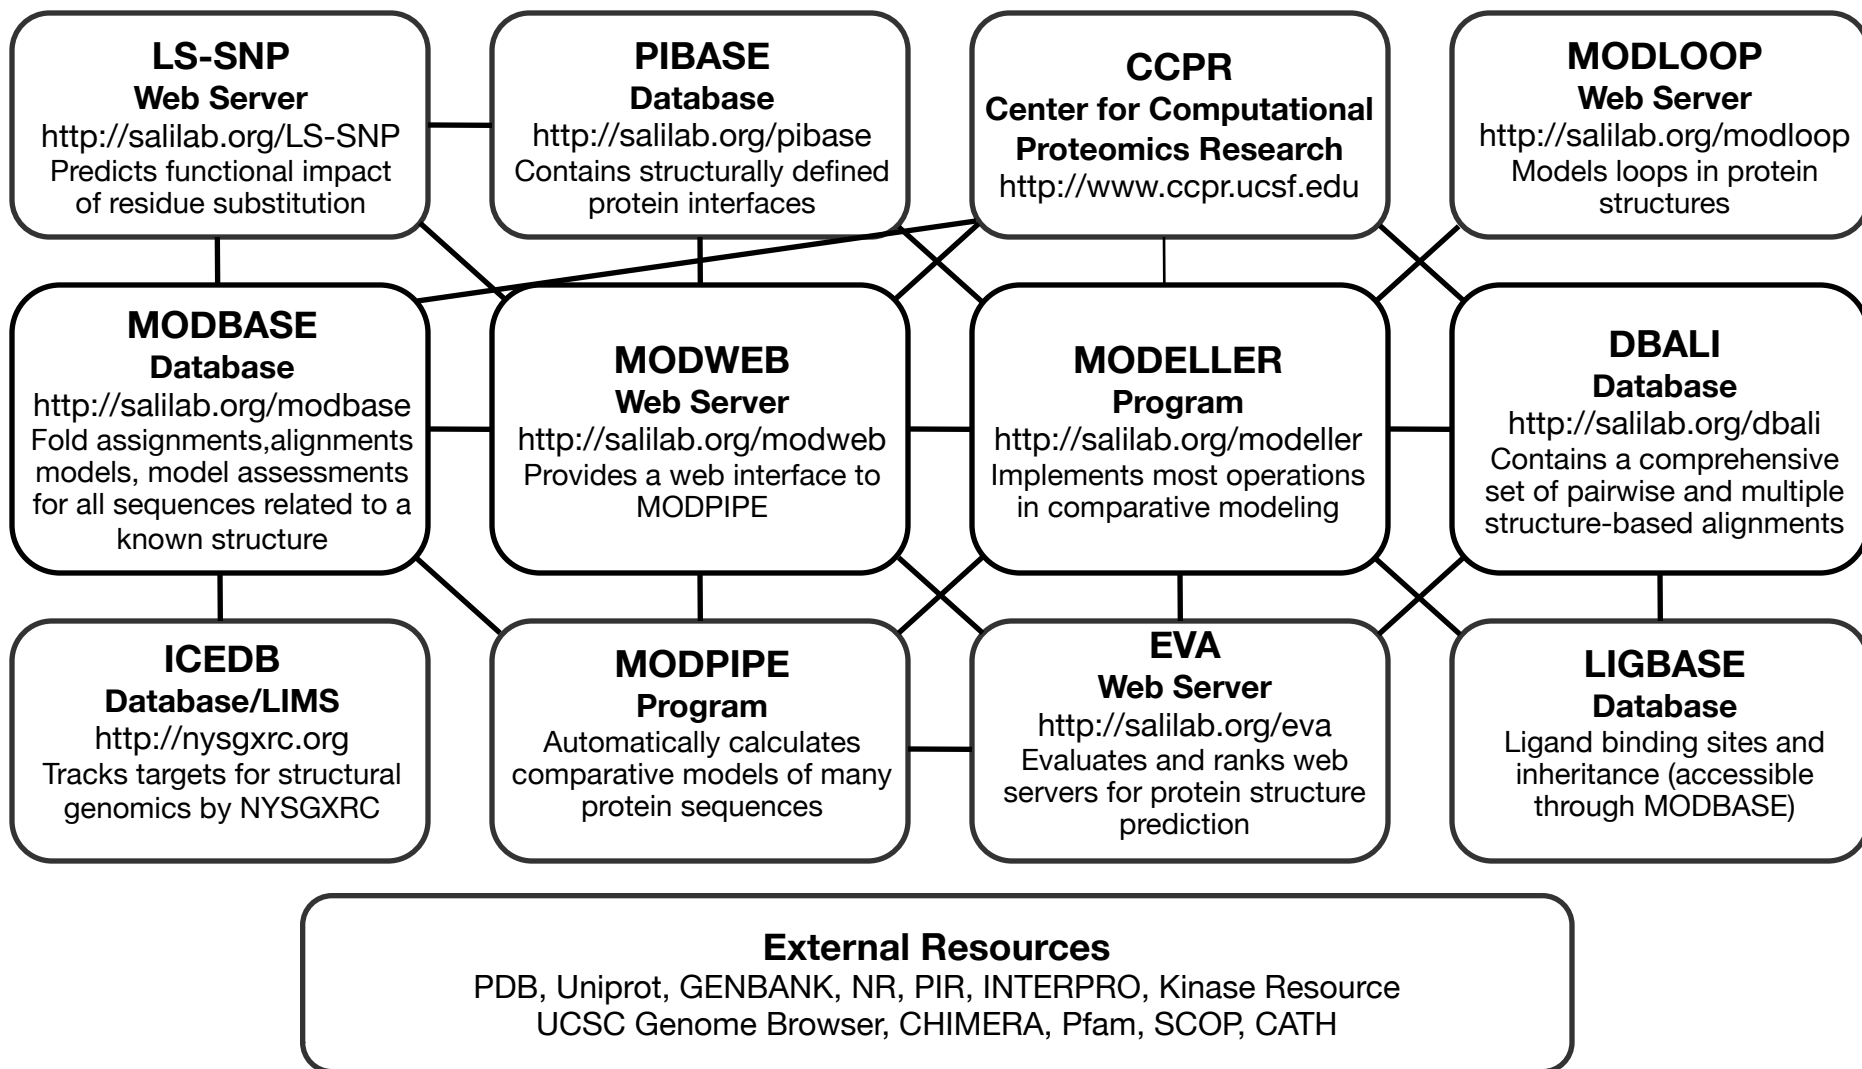 LS-SNP
Web Server
http://salilab.org/LS-SNP
Predicts functional impact
of residue substitution
PIBASE
Database
http://salilab.org/pibase
Contains structurally defined
protein interfaces
CCPR
Center for Computational
Proteomics Research
http://www.ccpr.ucsf.edu
MODLOOP
Web Server
http://salilab.org/modloop
Models loops in protein
structures
MODBASE
Database
http://salilab.org/modbase
Fold assignments,alignments
models, model assessments
for all sequences related to a
known structure
MODWEB
Web Server
http://salilab.org/modweb
Provides a web interface to
MODPIPE
MODELLER
Program
http://salilab.org/modeller
Implements most operations
in comparative modeling
DBALI
Database
http://salilab.org/dbali
Contains a comprehensive
set of pairwise and multiple
structure-based alignments
ICEDB
Database/LIMS
http://nysgxrc.org
Tracks targets for structural
genomics by NYSGXRC
MODPIPE
Program
Automatically calculates
comparative models of many
protein sequences
EVA
Web Server
http://salilab.org/eva
Evaluates and ranks web
servers for protein structure
prediction
LIGBASE
Database
Ligand binding sites and
inheritance (accessible
through MODBASE)
External Resources
PDB, Uniprot, GENBANK, NR, PIR, INTERPRO, Kinase Resource
UCSC Genome Browser, CHIMERA, Pfam, SCOP, CATH